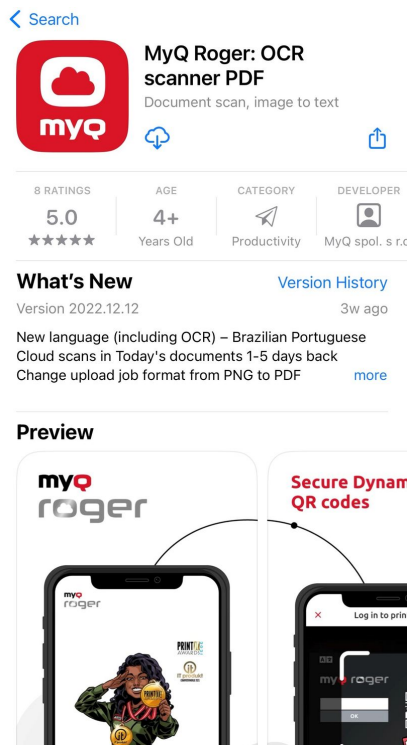 Search
myQ
MyQ Roger: OCR
scanner PDF
Document scan, image to text
8 RATINGS
5.0
AGE
4+
Years Old
CATEGORY
Productivity
DEVELOPER
MyQ spol. s r.o
What's New
Version History
Version 2022.12.12
3w ago
New language (including OCR) – Brazilian Portuguese
Cloud scans in Today's documents 1-5 days back
Change upload job format from PNG to PDF
more
Preview
myQ
roger
Secure Dynam
QR codes
myQ
roger
PRINT IT
AWARDS
Log in to prin
myQ roger
OK